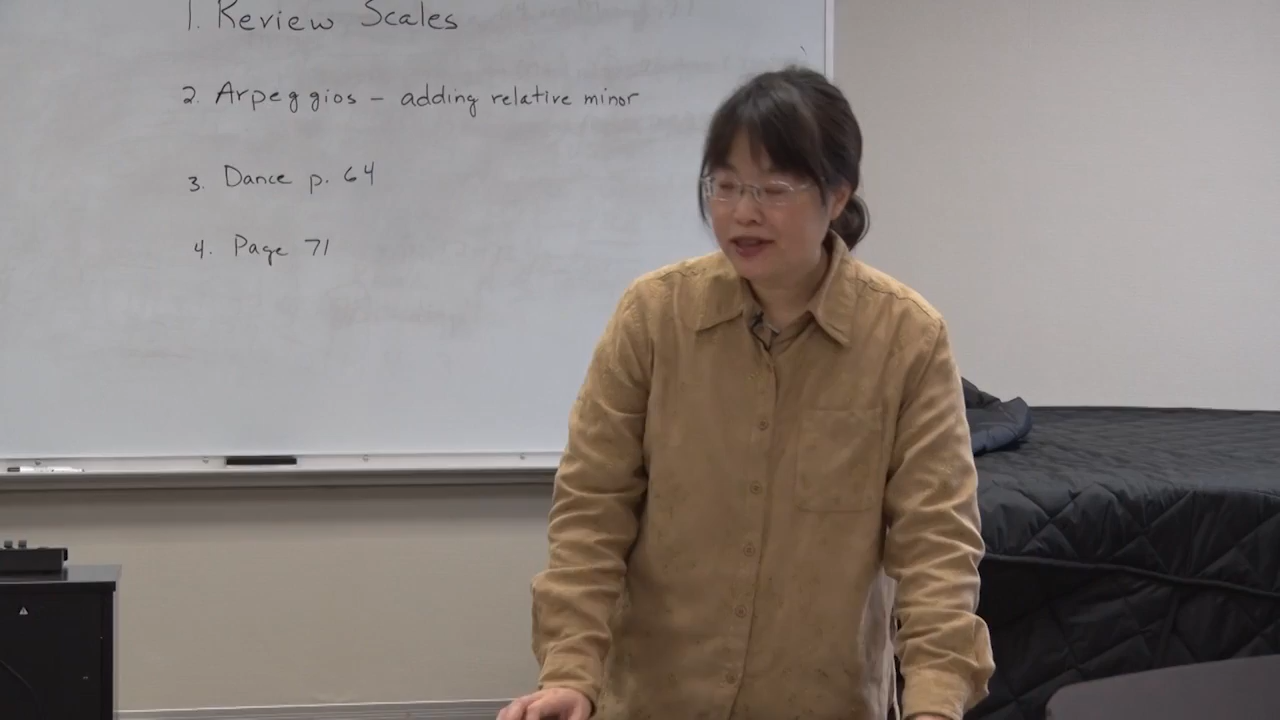 1. Review Scales
2. Arpeggios - adding relative minor
3. Dance p. 64
4. Page 71